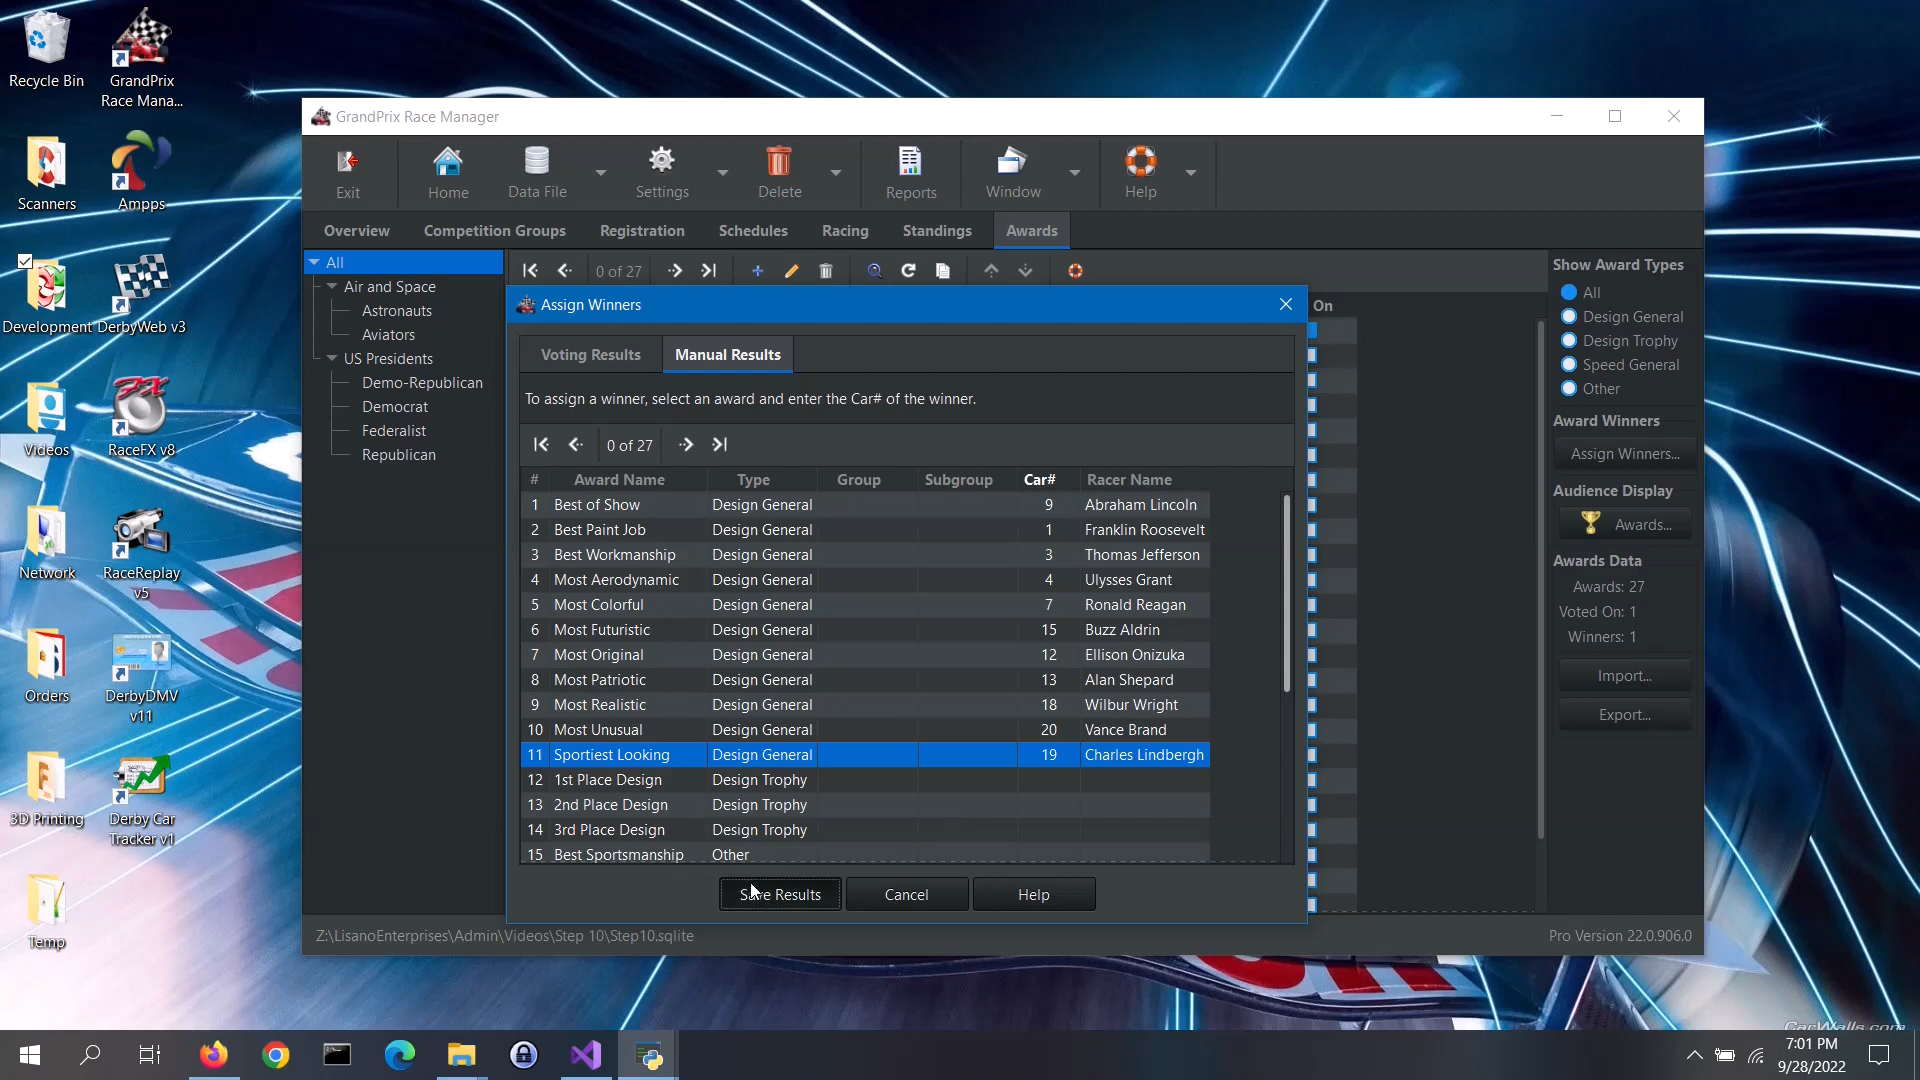 Recycle Bin
GrandPrix
Race Mana...
Scanners
Ampps
Development
DerbyWeb v3
Videos
RaceFX v8
Network
RaceReplay
v5
Orders
DerbyDMV
v11
3D Printing
Derby Car
Tracker v1
Temp
GrandPrix Race Manager
Exit
Home
Data File
Settings
Delete
Reports
Window
Help
Overview
Competition Groups
Registration
Schedules
Racing
Standings
Awards
All
Air and Space
Astronauts
Aviators
US Presidents
Demo-Republican
Democrat
Federalist
Republican
0 of 27
On
Assign Winners
Voting Results
Manual Results
To assign a winner, select an award and enter the Car# of the winner.
0 of 27
# Award Name Type Group Subgroup Car# Racer Name
1 Best of Show Design General 9 Abraham Lincoln
2 Best Paint Job Design General 1 Franklin Roosevelt
3 Best Workmanship Design General 3 Thomas Jefferson
4 Most Aerodynamic Design General 4 Ulysses Grant
5 Most Colorful Design General 7 Ronald Reagan
6 Most Futuristic Design General 15 Buzz Aldrin
7 Most Original Design General 12 Ellison Onizuka
8 Most Patriotic Design General 13 Alan Shepard
9 Most Realistic Design General 18 Wilbur Wright
10 Most Unusual Design General 20 Vance Brand
11 Sportiest Looking Design General 19 Charles Lindbergh
12 1st Place Design Design Trophy
13 2nd Place Design Design Trophy
14 3rd Place Design Design Trophy
15 Best Sportsmanship Other
Save Results
Cancel
Help
Show Award Types
All
Design General
Design Trophy
Speed General
Other
Award Winners
Assign Winners...
Audience Display
Awards...
Awards Data
Awards: 27
Voted On: 1
Winners: 1
Import...
Export...
Z:\LisanoEnterprises\Admin\Videos\Step 10\Step10.sqlite
Pro Version 22.0.906.0
7:01 PM
9/28/2022